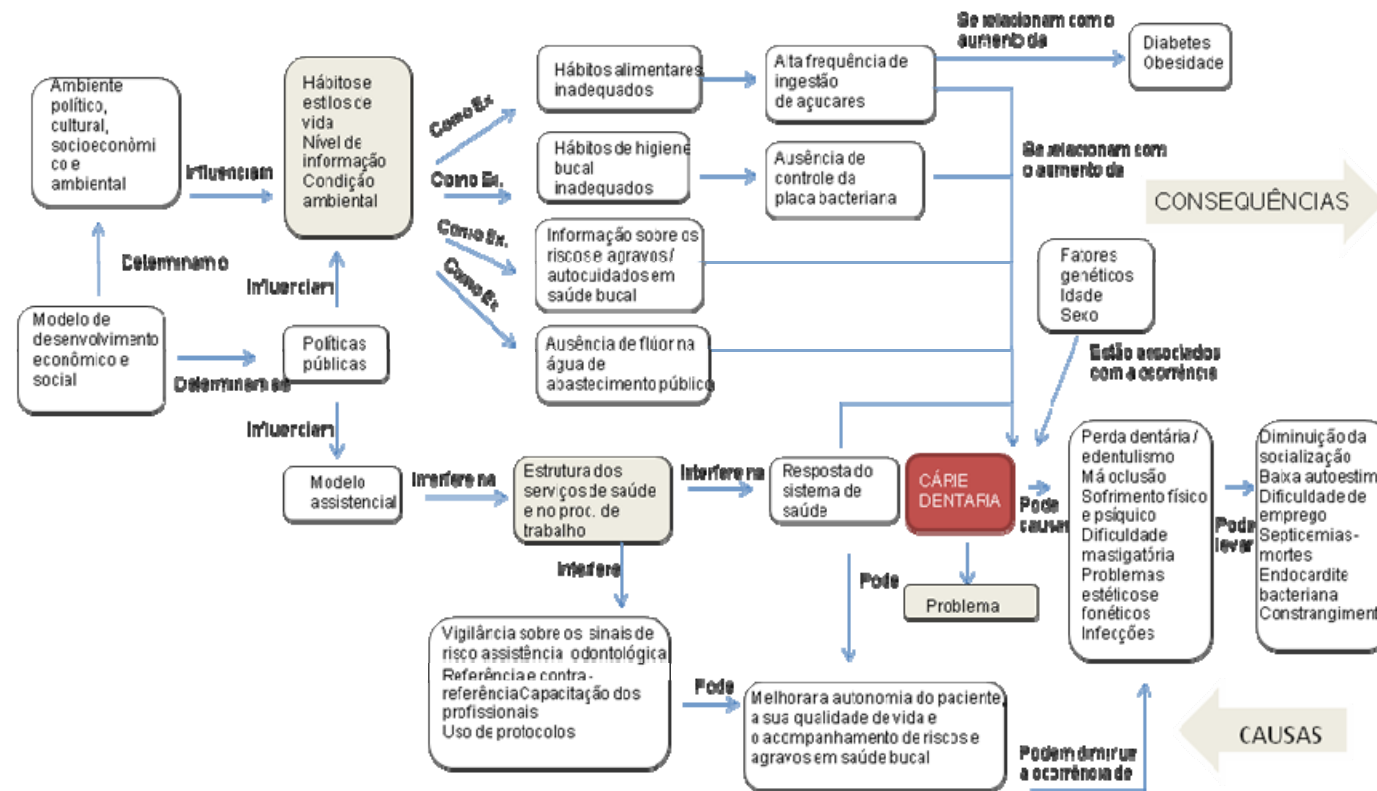 Se relacionam com o
aumento da
Diabetes
Obesidade
Ambiente
político,
cultural,
socioeconômi
co e
ambiental
Hábitos e
estilos de
vida
Nível de
informação
Condição
ambiental
Influenciam
Como Ex
Hábitos alimentares
inadequados
Alta frequência de
ingestão
de açucares
Como Ex.
Hábitos de higiene
bucal
inadequados
Ausência de
controle da
placa bacteriana
Se relacionam com
o aumento da
CONSEQUÊNCIAS
Como Ex.
Informação sobre os
riscos e agravos /
autocuidados em
saúde bucal
Como Ex
Ausência de flúor na
água de
abastecimento público
Fatores
genéticos
Idade
Sexo
Estão associados
com a ocorrência
Determinam o
Influenciam
Modelo de
desenvolvimento
econômico e
social
Determinam as
Políticas
públicas
Influenciam
Modelo
assistencial
Interfere na
Estrutura dos
serviços de saúde
e no proc. de
trabalho
Interfere na
Resposta do
sistema de
saúde
CÁRIE
DENTARIA
Pode
causar
Perda dentária /
edentulismo
Má oclusão
Sofrimento físico
e psíquico
Dificuldade
mastigatória
Problemas
estéticos e
fonéticos
Infecções
Pode
levar
Diminuição da
socialização
Baixa autoestim
Dificuldade de
emprego
Septicemias-
mortes
Endocardite
bacteriana
Constrangiment
Interfere
Pode
Problema
Vigilância sobre os sinais de
risco assistência odontológica
Referência e contra-
referênciaCapacitação dos
profissionais
Uso de protocolos
Pode
Melhorar a autonomia do paciente,
a sua qualidade de vida e
o acompanhamento de riscos e
agravos em saúde bucal
Podem diminuir
a ocorrência de
CAUSAS